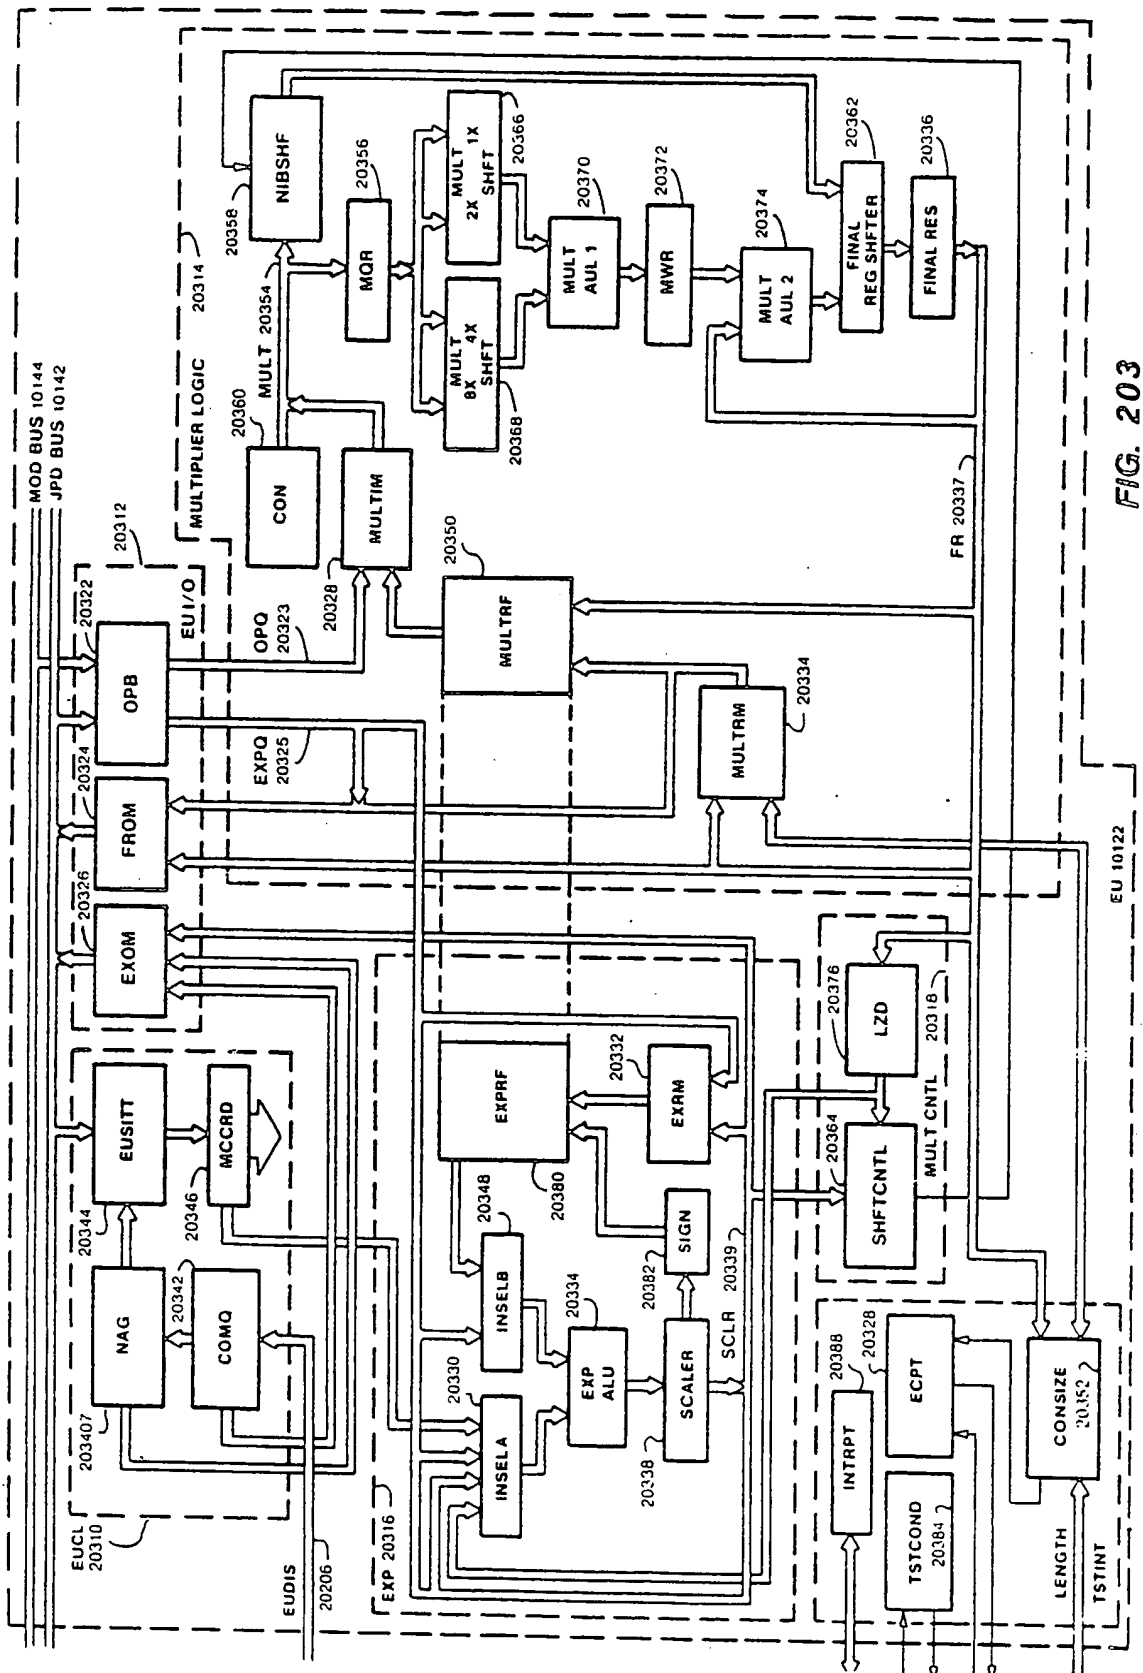 MOD BUS 10144
JPD BUS 10142
EUCL
20310
203407
NAG
20344
EUSITT
20342
COMQ
20346
MCCRD
EUDIS
20206
20326
EXOM
20324
FROM
20322
OPB
20312
EU I/O
EXPQ
20325
OPQ
20323
MULTIPLIER LOGIC
20314
20360
CON
MULT 20354
20358
NIBSHF
20328
MULTIM
MQR
20356
MULT
8X 4X
SHFT
20368
MULT
2X 1X
SHFT
20366
MULT
AUL 1
20370
MWR
20372
MULT
AUL 2
20374
FINAL
REG SHFTER
20362
FINAL RES
20336
FR 20337
MULTRF
20350
MULTRM
20334
EXP 20316
20330
INSELA
INSELB
20348
EXPRF
20380
EXP
ALU
20334
EXRM
20332
20338
SCALER
20382
SIGN
SCLR
20339
20364
SHFTCNTL
20376
LZD
MULT CNTL
20318
INTRPT
20388
TSTCOND
20384
ECPT
20328
CONSIZE
20352
LENGTH
TSTINT
EU 10122
FIG. 203